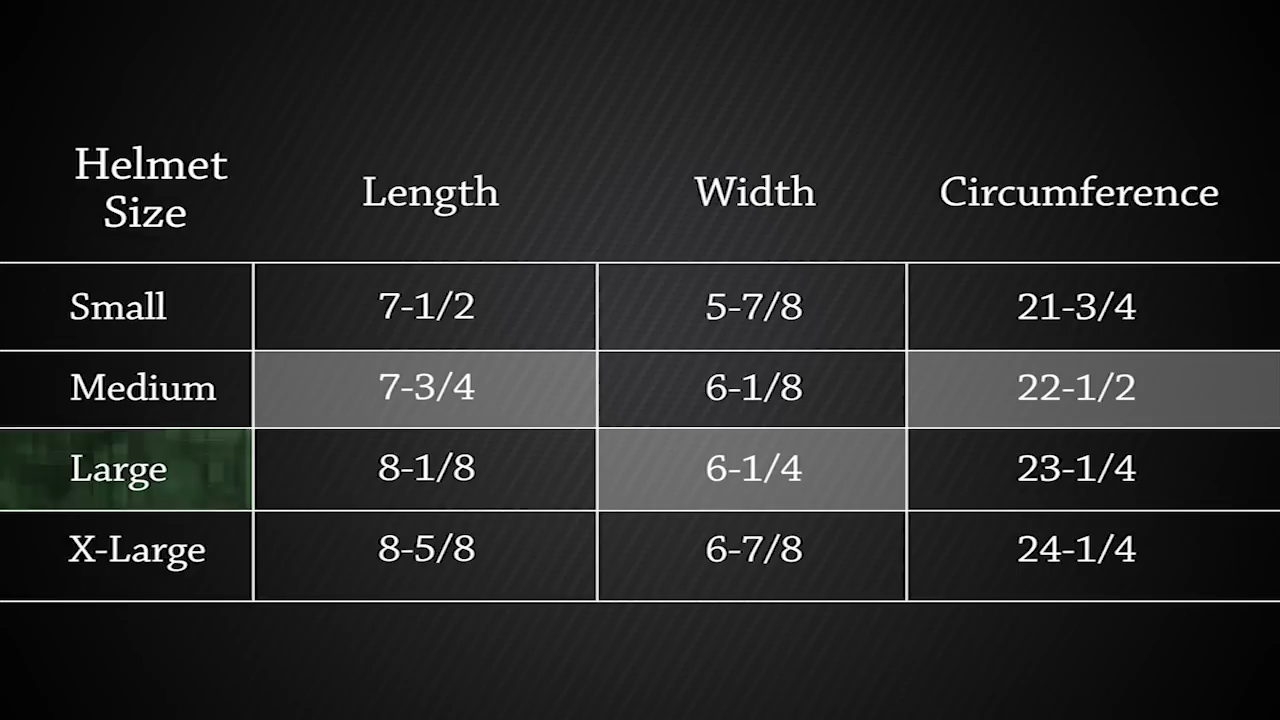 Helmet
Size
Length
Width
Circumference
Small
7-1/2
5-7/8
21-3/4
Medium
7-3/4
6-1/8
22-1/2
Large
8-1/8
6-1/4
23-1/4
X-Large
8-5/8
6-7/8
24-1/4